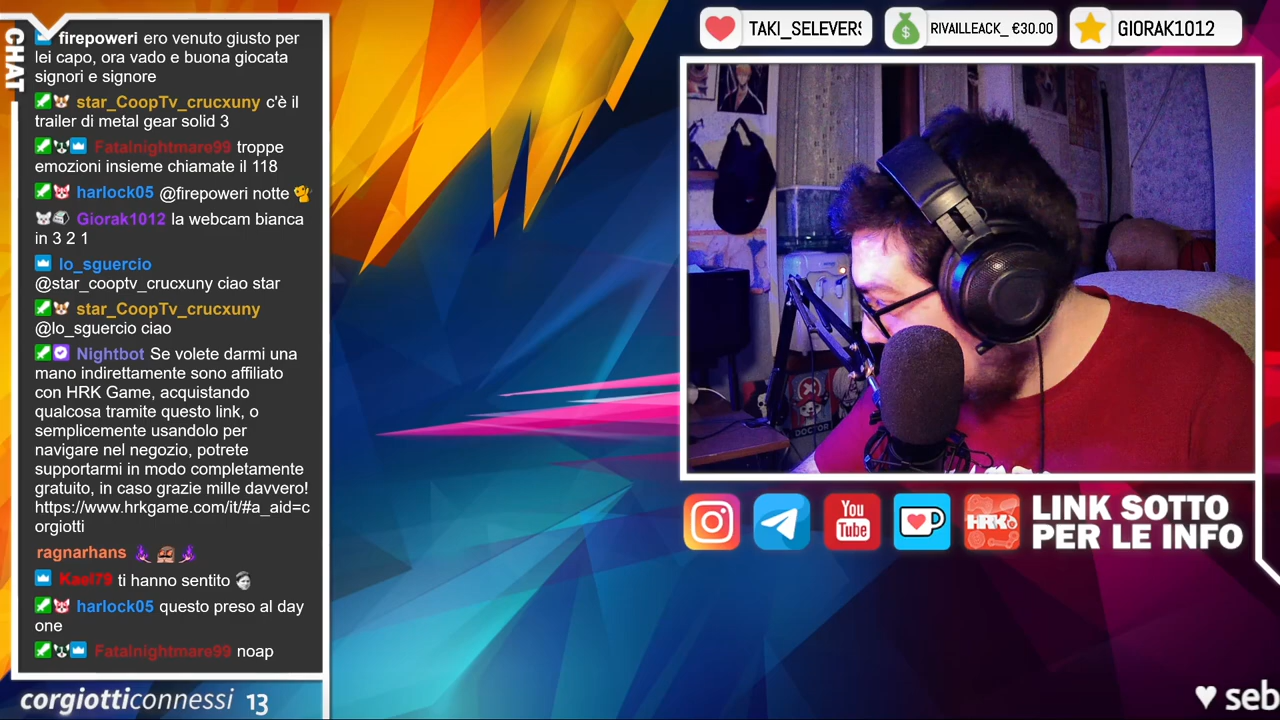 CHAT
firepoweri ero venuto giusto per
lei capo, ora vado e buona giocata
signori e signore
star_CoopTv_crucxuny c'è il
trailer di metal gear solid 3
Fatalnightmare99 troppe
emozioni insieme chiamate il 118
harlock05 @firepoweri notte
Giorak1012 la webcam bianca
in 3 2 1
lo_sguercio
@star_cooptv_crucxuny ciao star
star_CoopTv_crucxuny
@lo_sguercio ciao
Nightbot Se volete darmi una
mano indirettamente sono affiliato
con HRK Game, acquistando
qualcosa tramite questo link, o
semplicemente usandolo per
navigare nel negozio, potrete
supportarmi in modo completamente
gratuito, in caso grazie mille davvero!
https://www.hrkgame.com/it/#a_aid=c
orgiotti
ragnarhans
Kael79 ti hanno sentito
harlock05 questo preso al day
one
Fatalnightmare99 noap
corgiotticonnessi 13
TAKI_SELEVERS
RIVAILLEACK_ €30.00
GIORAK1012
DOCTOR
You
Tube
HRK
LINK SOTTO
PER LE INFO
seb